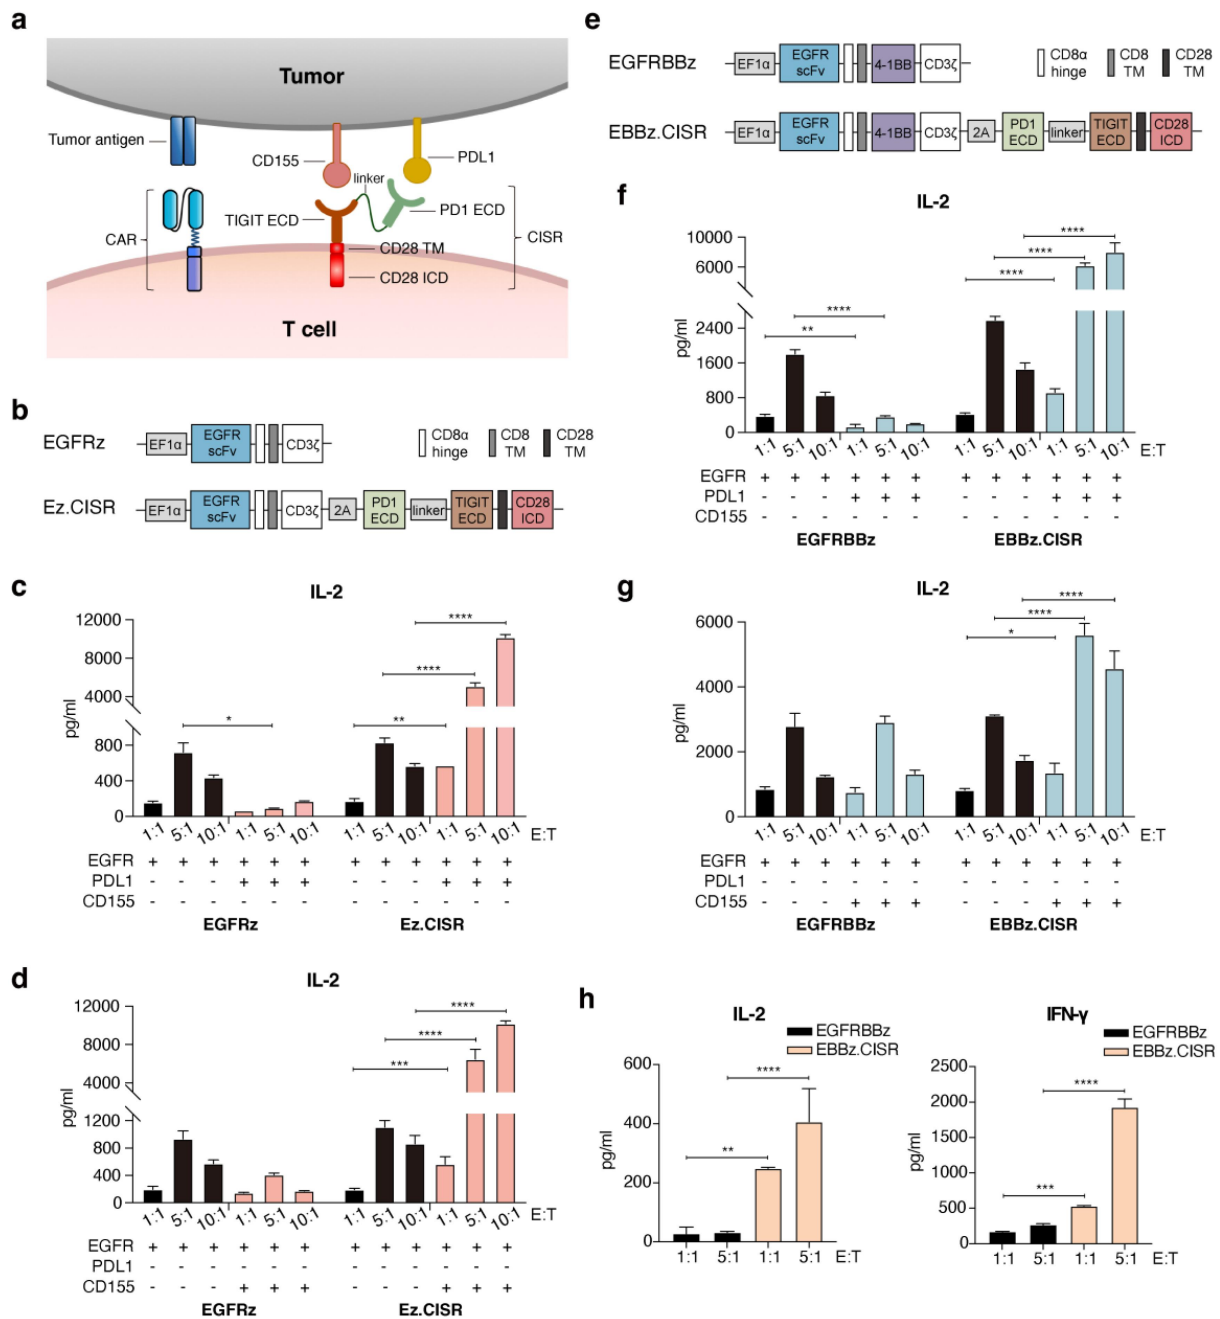 a
Tumor
Tumor antigen
CD155
PDL1
linker
TIGIT ECD
PD1 ECD
CAR
CISR
CD28 TM
CD28 ICD
T cell
b
EGFRz
EF1α
EGFR scFv
CD3ζ
CD8α hinge
CD8 TM
CD28 TM
Ez.CISR
EF1α
EGFR scFv
CD3ζ
2A
PD1 ECD
linker
TIGIT ECD
CD28 ICD
c
IL-2
pg/ml
12000
8000
4000
800
400
0
*
**
****
****
1:1 5:1 10:1 1:1 5:1 10:1 1:1 5:1 10:1 1:1 5:1 10:1 E:T
EGFR + + + + + + + + + + + +
PDL1 - - - + + + - - - + + +
CD155 - - - - - - - - - - - -
EGFRz Ez.CISR
d
IL-2
pg/ml
12000
8000
4000
1200
800
400
0
***
****
****
1:1 5:1 10:1 1:1 5:1 10:1 1:1 5:1 10:1 1:1 5:1 10:1 E:T
EGFR + + + + + + + + + + + +
PDL1 - - - - - - - - - - - -
CD155 - - - + + + - - - + + +
EGFRz Ez.CISR
e
EGFRBBz
EF1α
EGFR scFv
4-1BB
CD3ζ
CD8α hinge
CD8 TM
CD28 TM
EBBz.CISR
EF1α
EGFR scFv
4-1BB
CD3ζ
2A
PD1 ECD
linker
TIGIT ECD
CD28 ICD
f
IL-2
pg/ml
10000
6000
2400
1600
800
0
**
****
****
****
****
1:1 5:1 10:1 1:1 5:1 10:1 1:1 5:1 10:1 1:1 5:1 10:1 E:T
EGFR + + + + + + + + + + + +
PDL1 - - - + + + - - - + + +
CD155 - - - - - - - - - - - -
EGFRBBz EBBz.CISR
g
IL-2
pg/ml
6000
4000
2000
0
*
****
****
1:1 5:1 10:1 1:1 5:1 10:1 1:1 5:1 10:1 1:1 5:1 10:1 E:T
EGFR + + + + + + + + + + + +
PDL1 - - - - - - - - - - - -
CD155 - - - + + + - - - + + +
EGFRBBz EBBz.CISR
h
IL-2
EGFRBBz
EBBz.CISR
pg/ml
600
400
200
0
**
****
1:1 5:1 1:1 5:1 E:T
IFN-γ
EGFRBBz
EBBz.CISR
pg/ml
2500
2000
1500
1000
500
0
***
****
1:1 5:1 1:1 5:1 E:T